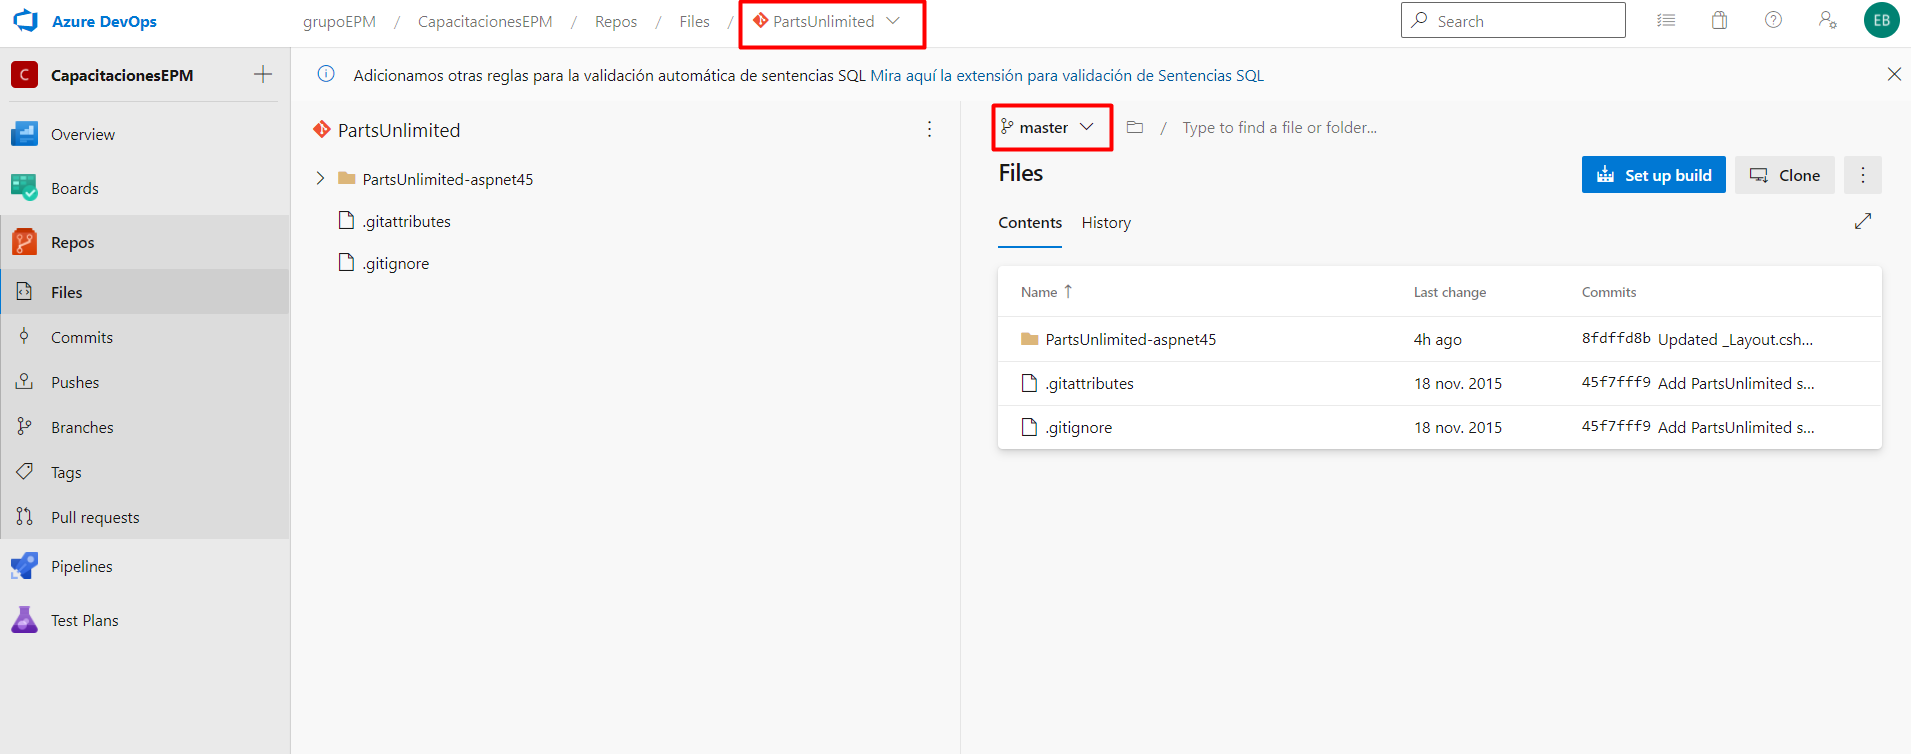 Azure DevOps
grupoEPM / CapacitacionesEPM / Repos / Files / PartsUnlimited
Search
EB
C CapacitacionesEPM
Adicionamos otras reglas para la validación automática de sentencias SQL Mira aquí la extensión para validación de Sentencias SQL
Overview
Boards
Repos
Files
Commits
Pushes
Branches
Tags
Pull requests
Pipelines
Test Plans
PartsUnlimited
PartsUnlimited-aspnet45
.gitattributes
.gitignore
master / Type to find a file or folder...
Files
Set up build Clone
Contents History
Name Last change Commits
PartsUnlimited-aspnet45 4h ago 8fdffd8b Updated _Layout.csh...
.gitattributes 18 nov. 2015 45f7fff9 Add PartsUnlimited s...
.gitignore 18 nov. 2015 45f7fff9 Add PartsUnlimited s...